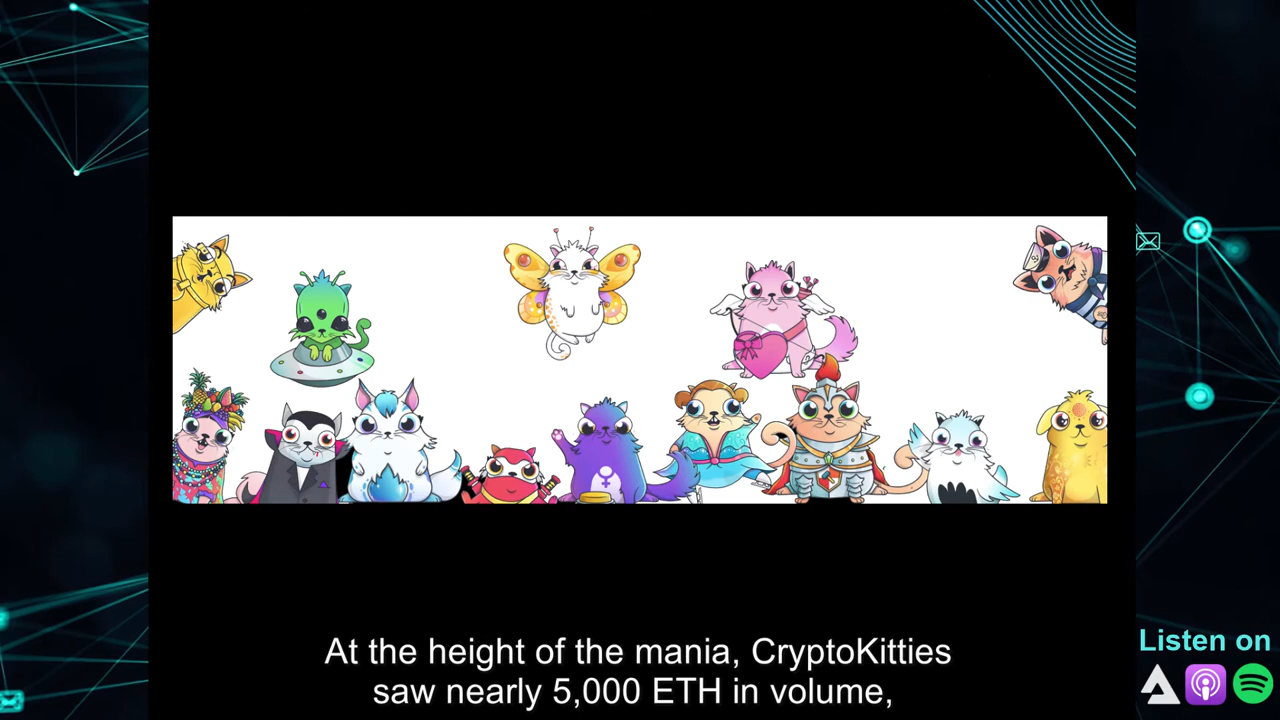 Listen on
At the height of the mania, CryptoKitties
saw nearly 5,000 ETH in volume,